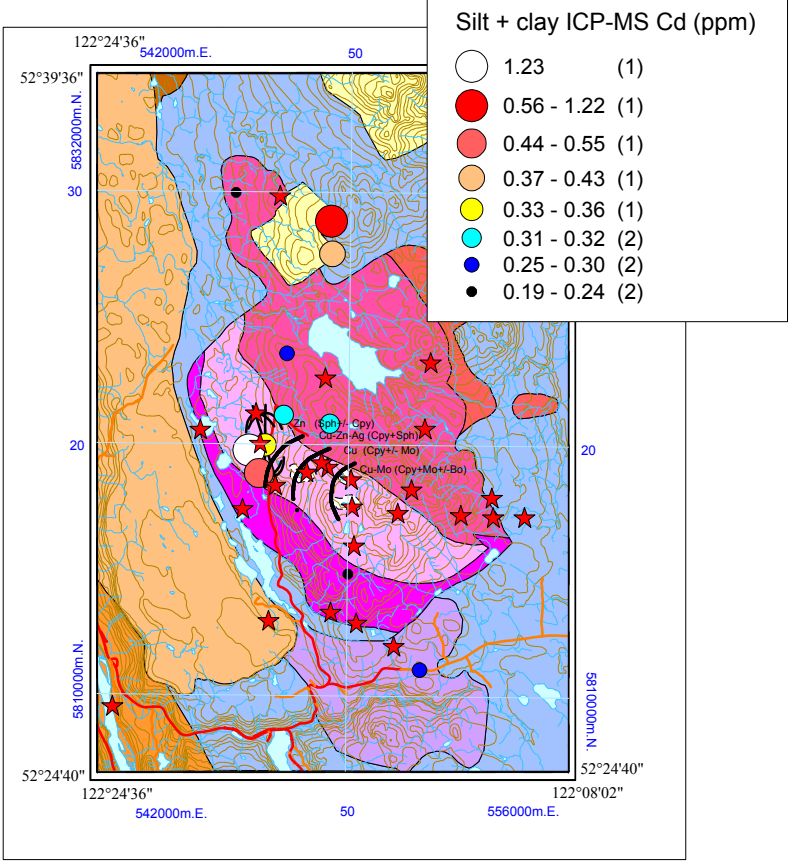 Silt + clay ICP-MS Cd (ppm)
1.23 (1)
0.56 - 1.22 (1)
0.44 - 0.55 (1)
0.37 - 0.43 (1)
0.33 - 0.36 (1)
0.31 - 0.32 (2)
0.25 - 0.30 (2)
0.19 - 0.24 (2)
122°24'36"
542000m.E. 50
52°39'36"
5832000m.N.
30
20 20
Zn (Sph+/- Cpy)
Cu-Zn-Ag (Cpy+Sph)
Cu (Cpy+/- Mo)
Cu-Mo (Cpy+Mo+/-Bo)
5810000m.N. 5810000m.N.
52°24'40" 52°24'40"
122°24'36" 122°08'02"
542000m.E. 50 556000m.E.